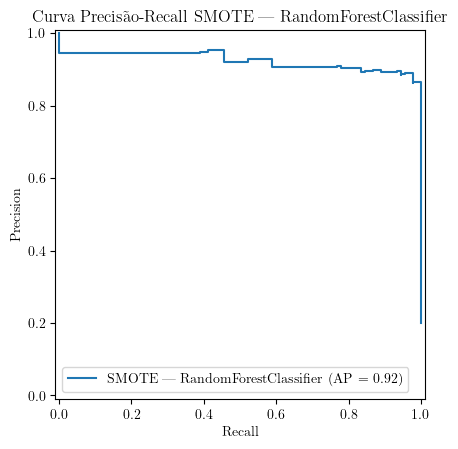 Curva Precisão-Recall SMOTE — RandomForestClassifier
1.0
0.8
0.6
0.4
0.2
0.0
Precision
SMOTE — RandomForestClassifier (AP = 0.92)
0.0 0.2 0.4 0.6 0.8 1.0
Recall